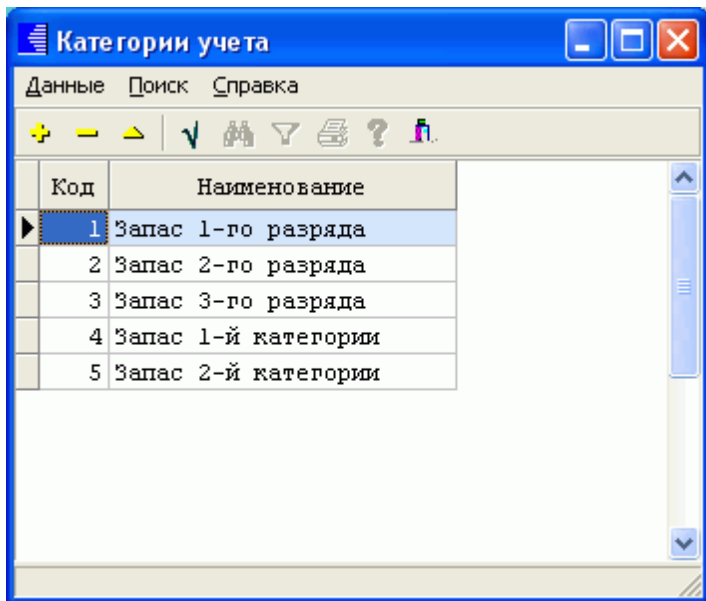 Категории учета
Данные Поиск Справка
Код Наименование
1 Запас 1-го разряда
2 Запас 2-го разряда
3 Запас 3-го разряда
4 Запас 1-й категории
5 Запас 2-й категории